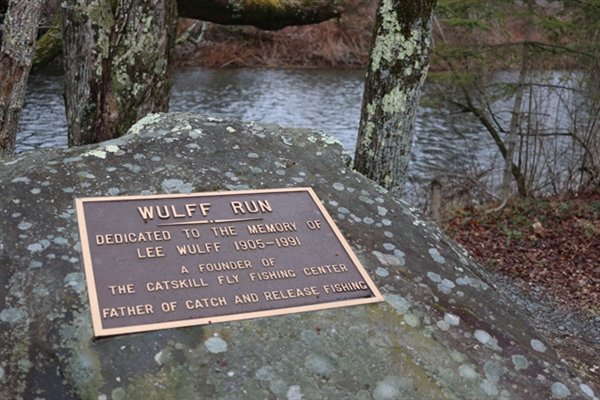 WULFF RUN
DEDICATED TO THE MEMORY OF
LEE WULFF 1905-1991
A FOUNDER OF
THE CATSKILL FLY FISHING CENTER
FATHER OF CATCH AND RELEASE FISHING